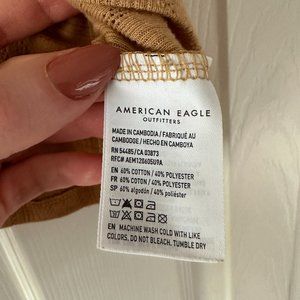 AMERICAN EAGLE
OUTFITTERS
MADE IN CAMBODIA / FABRIQUÉ AU
CAMBODGE / HECHO EN CAMBOYA
RN 54485/CA 03873
EN 60% COTTON / 40% POLYESTER
FR 60% COTON / 40% POLYESTER
SP 60% algodón / 40% poliéster
EN MACHINE WASH COLD WITH LIKE
COLORS, DO NOT BLEACH, TUMBLE DRY